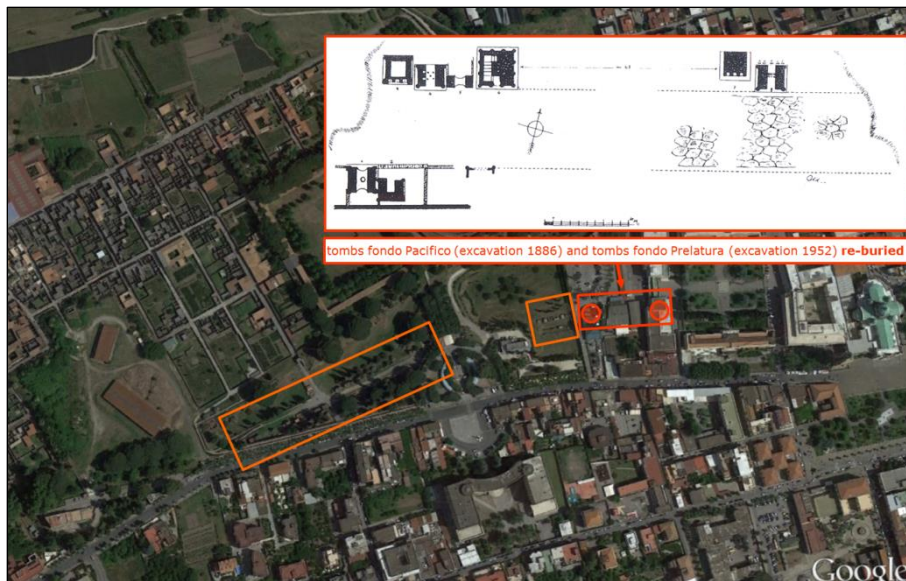 tombs fondo Pacifico (excavation 1886) and tombs fondo Prelatura (excavation 1952) re-buried
Google